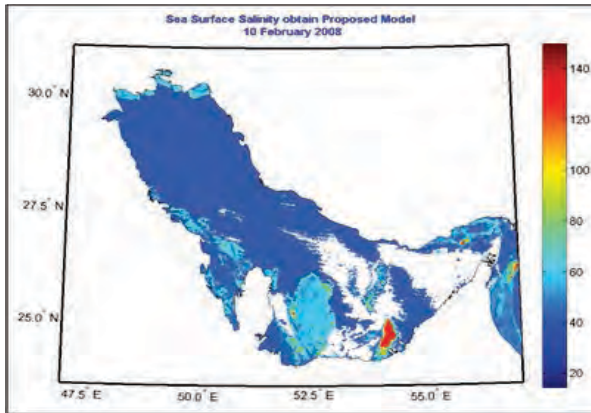 Sea Surface Salinity obtain Proposed Model
10 February 2008
30.0° N
27.5° N
25.0° N
47.5° E
50.0° E
52.5° E
55.0° E
140
120
100
80
60
40
20